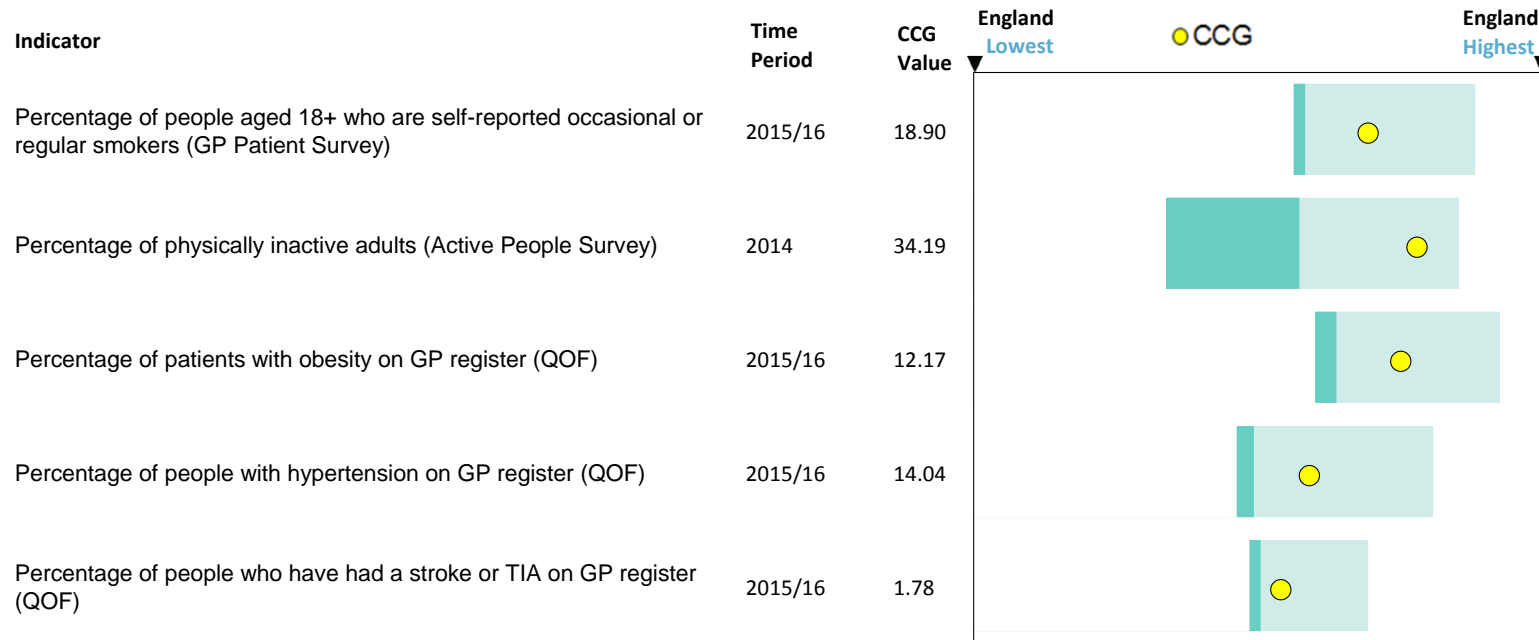 Indicator
Time
Period
CCG
Value
England
Lowest
CCG
England
Highest
Percentage of people aged 18+ who are self-reported occasional or
regular smokers (GP Patient Survey)
2015/16
18.90
Percentage of physically inactive adults (Active People Survey)
2014
34.19
Percentage of patients with obesity on GP register (QOF)
2015/16
12.17
Percentage of people with hypertension on GP register (QOF)
2015/16
14.04
Percentage of people who have had a stroke or TIA on GP register
(QOF)
2015/16
1.78